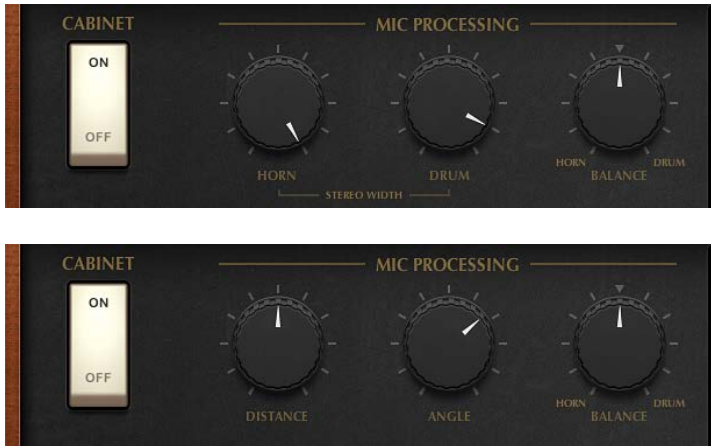 CABINET MIC PROCESSING
ON
OFF
HORN DRUM
HORN DRUM BALANCE
STEREO WIDTH
CABINET MIC PROCESSING
ON
OFF
HORN DRUM
DISTANCE ANGLE BALANCE